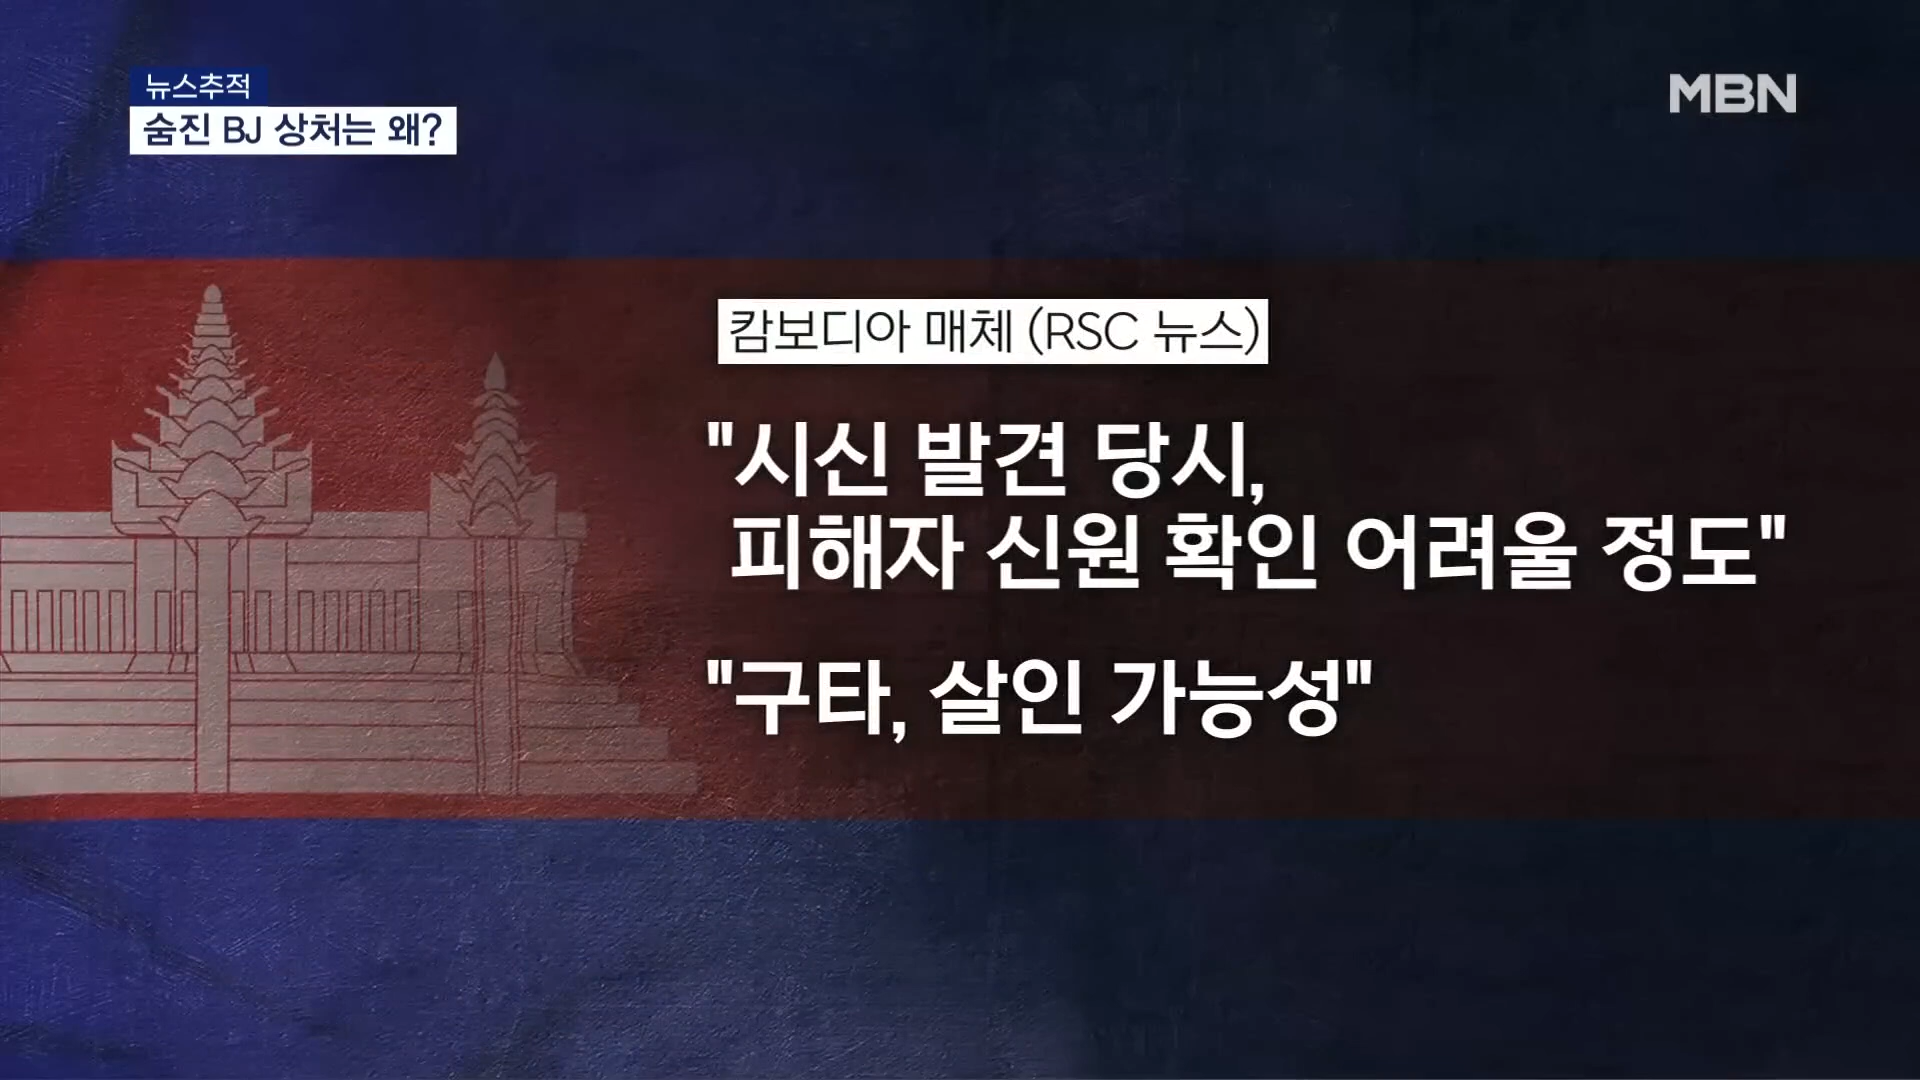 뉴스추적
숨진 BJ 상처는 왜?
MBN
캄보디아 매체 (RSC 뉴스)
"시신 발견 당시,
피해자 신원 확인 어려울 정도"
"구타, 살인 가능성"